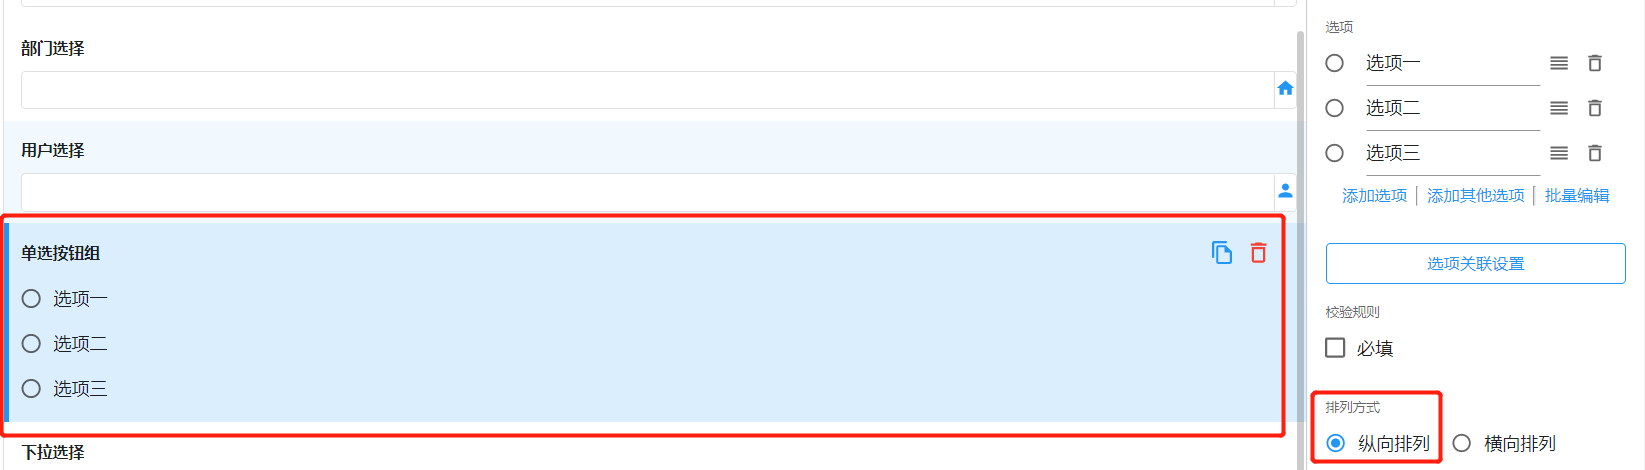 部门选择
用户选择
单选按钮组
选项一
选项二
选项三
下拉选择
选项
选项一
选项二
选项三
添加选项 添加其他选项 批量编辑
选项关联设置
校验规则
必填
排列方式
纵向排列 横向排列